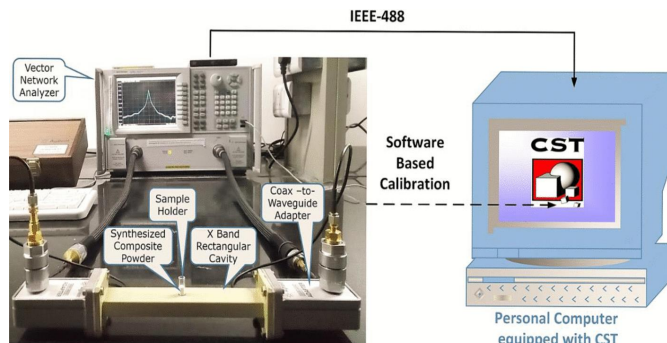 IEEE-488
Vector
Network
Analyzer
Software
Based
Calibration
CST
Sample
Holder
Coax –to-
Waveguide
Adapter
Synthesized
Composite
Powder
X Band
Rectangular
Cavity
Personal Computer
equipped with CST